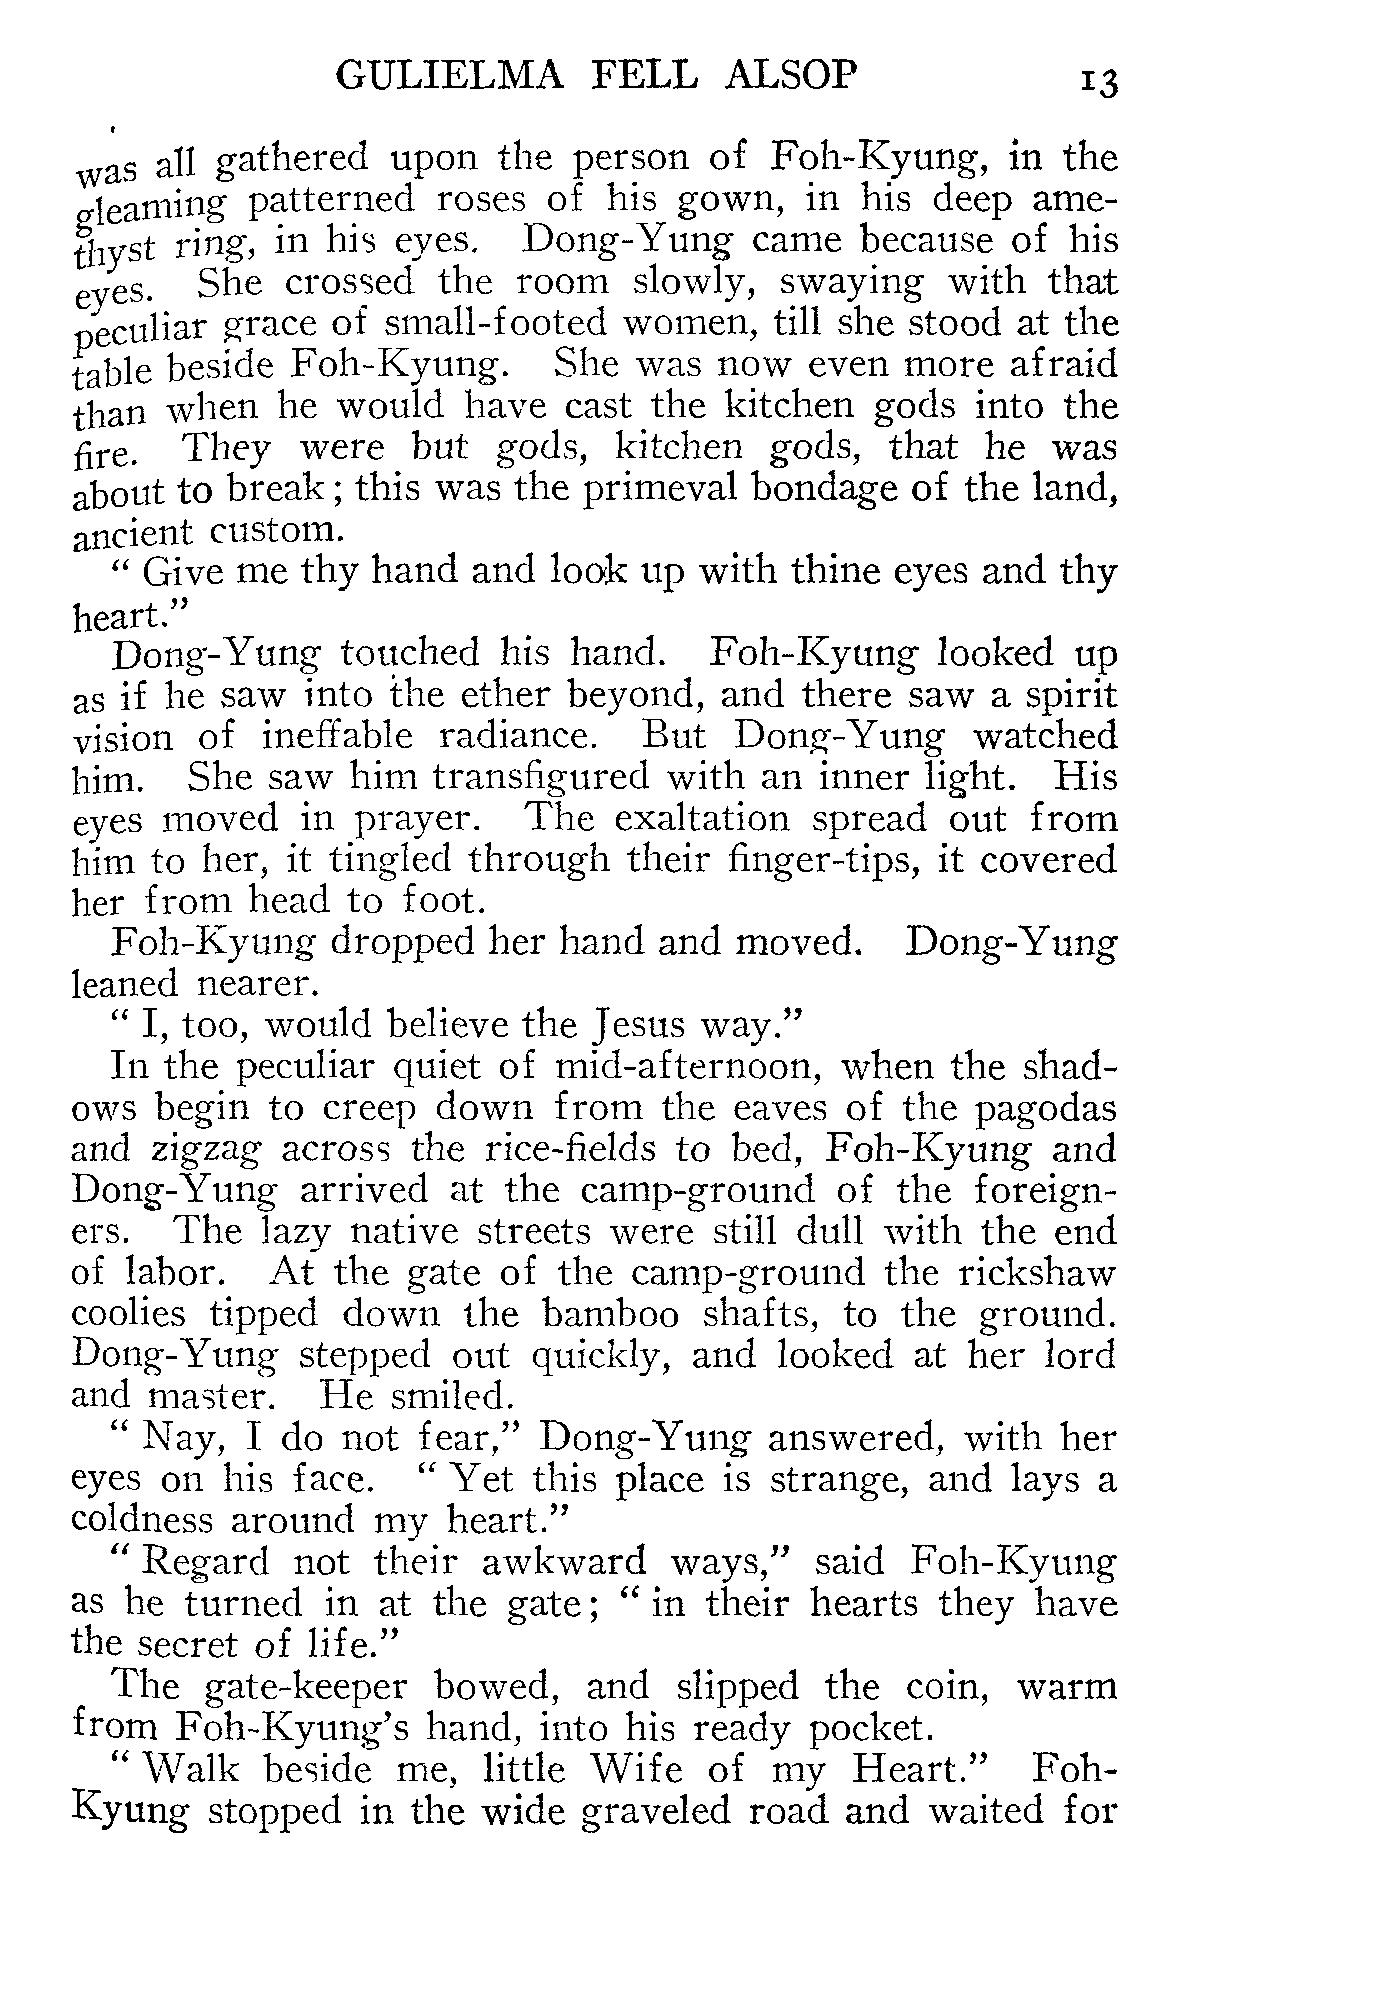 GULIELMA FELL ALSOP 13
was all gathered upon the person of Foh-Kyung, in the
gleaming patterned roses of his gown, in his deep ame-
thyst ring, in his eyes. Dong-Yung came because of his
eyes. She crossed the room slowly, swaying with that
peculiar grace of small-footed women, till she stood at the
table beside Foh-Kyung. She was now even more afraid
than when he would have cast the kitchen gods into the
fire. They were but gods, kitchen gods, that he was
about to break; this was the primeval bondage of the land,
ancient custom.
“ Give me thy hand and look up with thine eyes and thy
heart.”
Dong-Yung touched his hand. Foh-Kyung looked up
as if he saw into the ether beyond, and there saw a spirit
vision of ineffable radiance. But Dong-Yung watched
him. She saw him transfigured with an inner light. His
eyes moved in prayer. The exaltation spread out from
him to her, it tingled through their finger-tips, it covered
her from head to foot.
Foh-Kyung dropped her hand and moved. Dong-Yung
leaned nearer.
“ I, too, would believe the Jesus way.”
In the peculiar quiet of mid-afternoon, when the shad-
ows begin to creep down from the eaves of the pagodas
and zigzag across the rice-fields to bed, Foh-Kyung and
Dong-Yung arrived at the camp-ground of the foreign-
ers. The lazy native streets were still dull with the end
of labor. At the gate of the camp-ground the rickshaw
coolies tipped down the bamboo shafts, to the ground.
Dong-Yung stepped out quickly, and looked at her lord
and master. He smiled.
“ Nay, I do not fear,” Dong-Yung answered, with her
eyes on his face. “ Yet this place is strange, and lays a
coldness around my heart.”
“ Regard not their awkward ways,” said Foh-Kyung
as he turned in at the gate; “ in their hearts they have
the secret of life.”
The gate-keeper bowed, and slipped the coin, warm
from Foh-Kyung’s hand, into his ready pocket.
“ Walk beside me, little Wife of my Heart.” Foh-
Kyung stopped in the wide graveled road and waited for